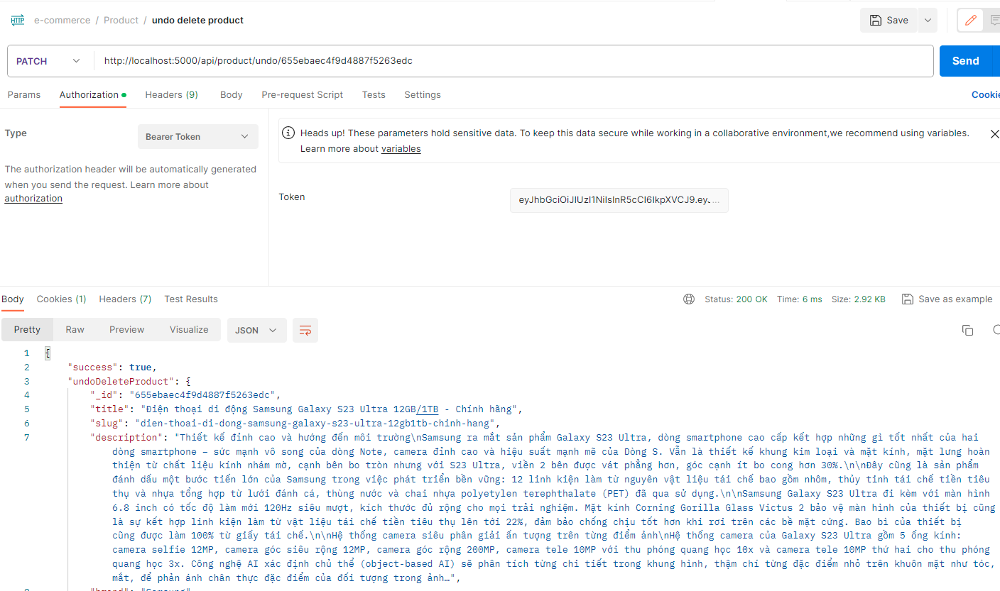 HTTP e-commerce / Product / undo delete product
Save
PATCH http://localhost:5000/api/product/undo/655ebaec4f9d4887f5263edc
Send
Params Authorization Headers (9) Body Pre-request Script Tests Settings
Cookie
Type
Bearer Token
The authorization header will be automatically generated
when you send the request. Learn more about
authorization
Heads up! These parameters hold sensitive data. To keep this data secure while working in a collaborative environment,we recommend using variables.
Learn more about variables
Token
eyJhbGciOiJIUzI1NiIsInR5cCI6IkpXVCJ9.ey...
Body Cookies (1) Headers (7) Test Results
Status: 200 OK Time: 6 ms Size: 2.92 KB Save as example
Pretty Raw Preview Visualize JSON
1 {
2 "success": true,
3 "undoDeleteProduct": {
4 "_id": "655ebaec4f9d4887f5263edc",
5 "title": "Điện thoại di động Samsung Galaxy S23 Ultra 12GB/1TB - Chính hãng",
6 "slug": "dien-thoai-di-dong-samsung-galaxy-s23-ultra-12gb1tb-chinh-hang",
7 "description": "Thiết kế đỉnh cao và hướng đến môi trường\nSamsung ra mắt sản phẩm Galaxy S23 Ultra, dòng smartphone cao cấp kết hợp những gì tốt nhất của hai
dòng smartphone – sức mạnh vô song của dòng Note, camera đỉnh cao và hiệu suất mạnh mẽ của Dòng S. Vẫn là thiết kế khung kim loại và mặt kính, mặt lưng hoàn
thiện từ chất liệu kính nhám mờ, cạnh bên bo tròn nhưng với S23 Ultra, viền 2 bên được vát phẳng hơn, góc cạnh ít bo cong hơn 30%.\n\nĐây cũng là sản phẩm
đánh dấu một bước tiến lớn của Samsung trong việc phát triển bền vững: 12 linh kiện làm từ nguyên vật liệu tái chế bao gồm nhôm, thủy tinh tái chế tiền tiêu
thụ và nhựa tổng hợp từ lưới đánh cá, thùng nước và chai nhựa polyetylen terephthalate (PET) đã qua sử dụng.\n\nSamsung Galaxy S23 Ultra đi kèm với màn hình
6.8 inch có tốc độ làm mới 120Hz siêu mượt, kích thước đủ rộng cho mọi trải nghiệm. Mặt kính Corning Gorilla Glass Victus 2 bảo vệ màn hình của thiết bị cũng
là sự kết hợp linh kiện làm từ vật liệu tái chế tiền tiêu thụ lên tới 22%, đảm bảo chống chịu tốt hơn khi rơi trên các bề mặt cứng. Bao bì của thiết bị
cũng được làm 100% từ giấy tái chế.\n\nHệ thống camera siêu phân giải ấn tượng trên từng điểm ảnh\nHệ thống camera của Galaxy S23 Ultra gồm 5 ống kính:
camera selfie 12MP, camera góc siêu rộng 12MP, camera góc rộng 200MP, camera tele 10MP với thu phóng quang học 10x và camera tele 10MP thứ hai cho thu phóng
quang học 3x. Công nghệ AI xác định chủ thể (object-based AI) sẽ phân tích từng chi tiết trong khung hình, thậm chí từng đặc điểm nhỏ trên khuôn mặt như tóc,
mắt, để phản ánh chân thực đặc điểm của đối tượng trong ảnh…",
"brand": "Samsung"